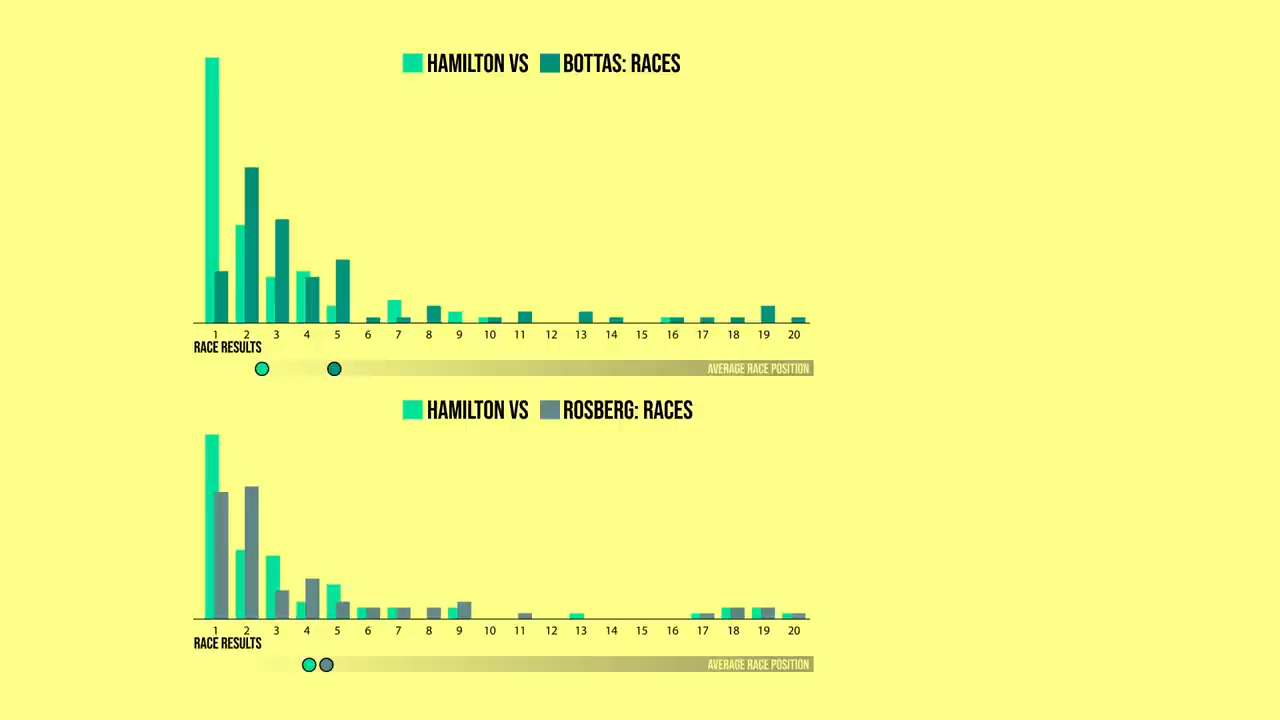 HAMILTON VS BOTTAS: RACES
1 2 3 4 5 6 7 8 9 10 11 12 13 14 15 16 17 18 19 20
RACE RESULTS
AVERAGE RACE POSITION
HAMILTON VS ROSBERG: RACES
1 2 3 4 5 6 7 8 9 10 11 12 13 14 15 16 17 18 19 20
RACE RESULTS
AVERAGE RACE POSITION